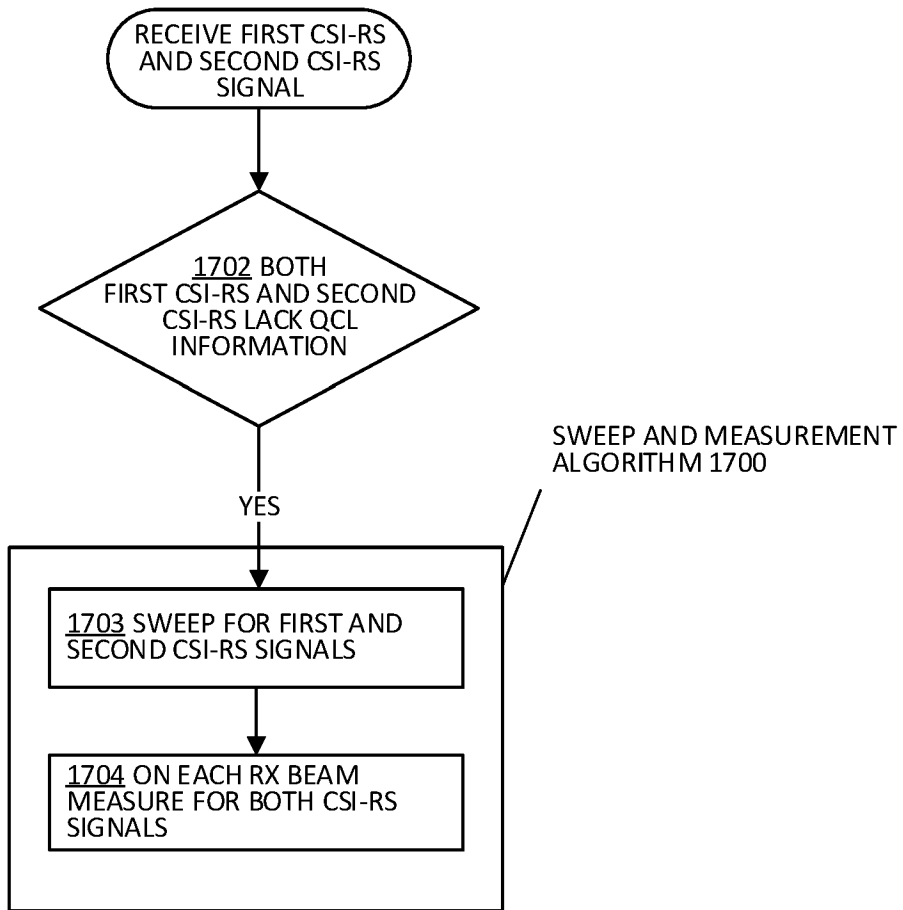 RECEIVE FIRST CSI-RS
AND SECOND CSI-RS
SIGNAL
1702 BOTH
FIRST CSI-RS AND SECOND
CSI-RS LACK QCL
INFORMATION
YES
SWEEP AND MEASUREMENT
ALGORITHM 1700
1703 SWEEP FOR FIRST AND
SECOND CSI-RS SIGNALS
1704 ON EACH RX BEAM
MEASURE FOR BOTH CSI-RS
SIGNALS